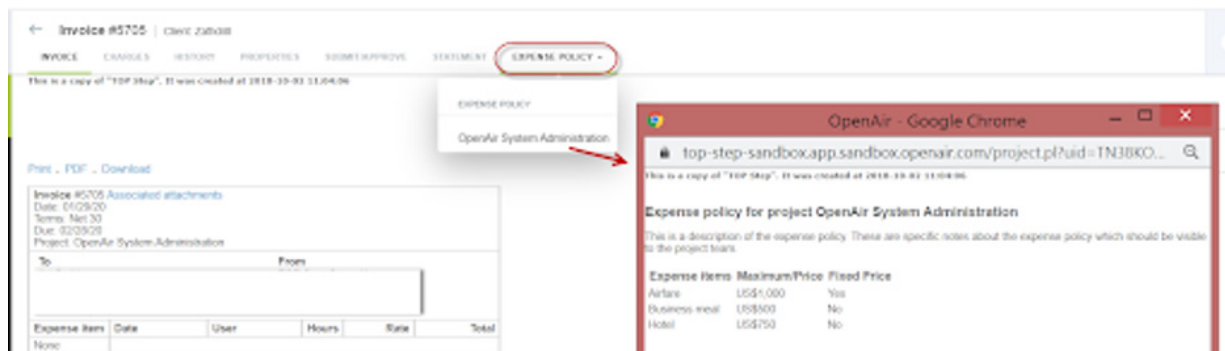 ← Invoice #5705 | Client: Zathdill
INVOICE CHARGES HISTORY PROPERTIES SUBMIT/APPROVE STATEMENT EXPENSE POLICY
This is a copy of "TOP Step". It was created at 2018-10-02 11:04:06
EXPENSE POLICY
OpenAir System Administration
Print . PDF . Download
Invoice #5705 Associated attachments
Date: 01/29/20
Terms: Net 30
Due: 02/28/20
Project: OpenAir System Administration
To From
Expense item Date User Hours Rate Total
None
OpenAir - Google Chrome
top-step-sandbox.app.sandbox.openair.com/project.pl?uid=TN38KO...
This is a copy of "TOP Step". It was created at 2018-10-02 11:04:06
Expense policy for project OpenAir System Administration
This is a description of the expense policy. These are specific notes about the expense policy which should be visible
to the project team.
Expense items Maximum/Price Fixed Price
Airfare US$1,000 Yes
Business meal US$500 No
Hotel US$750 No